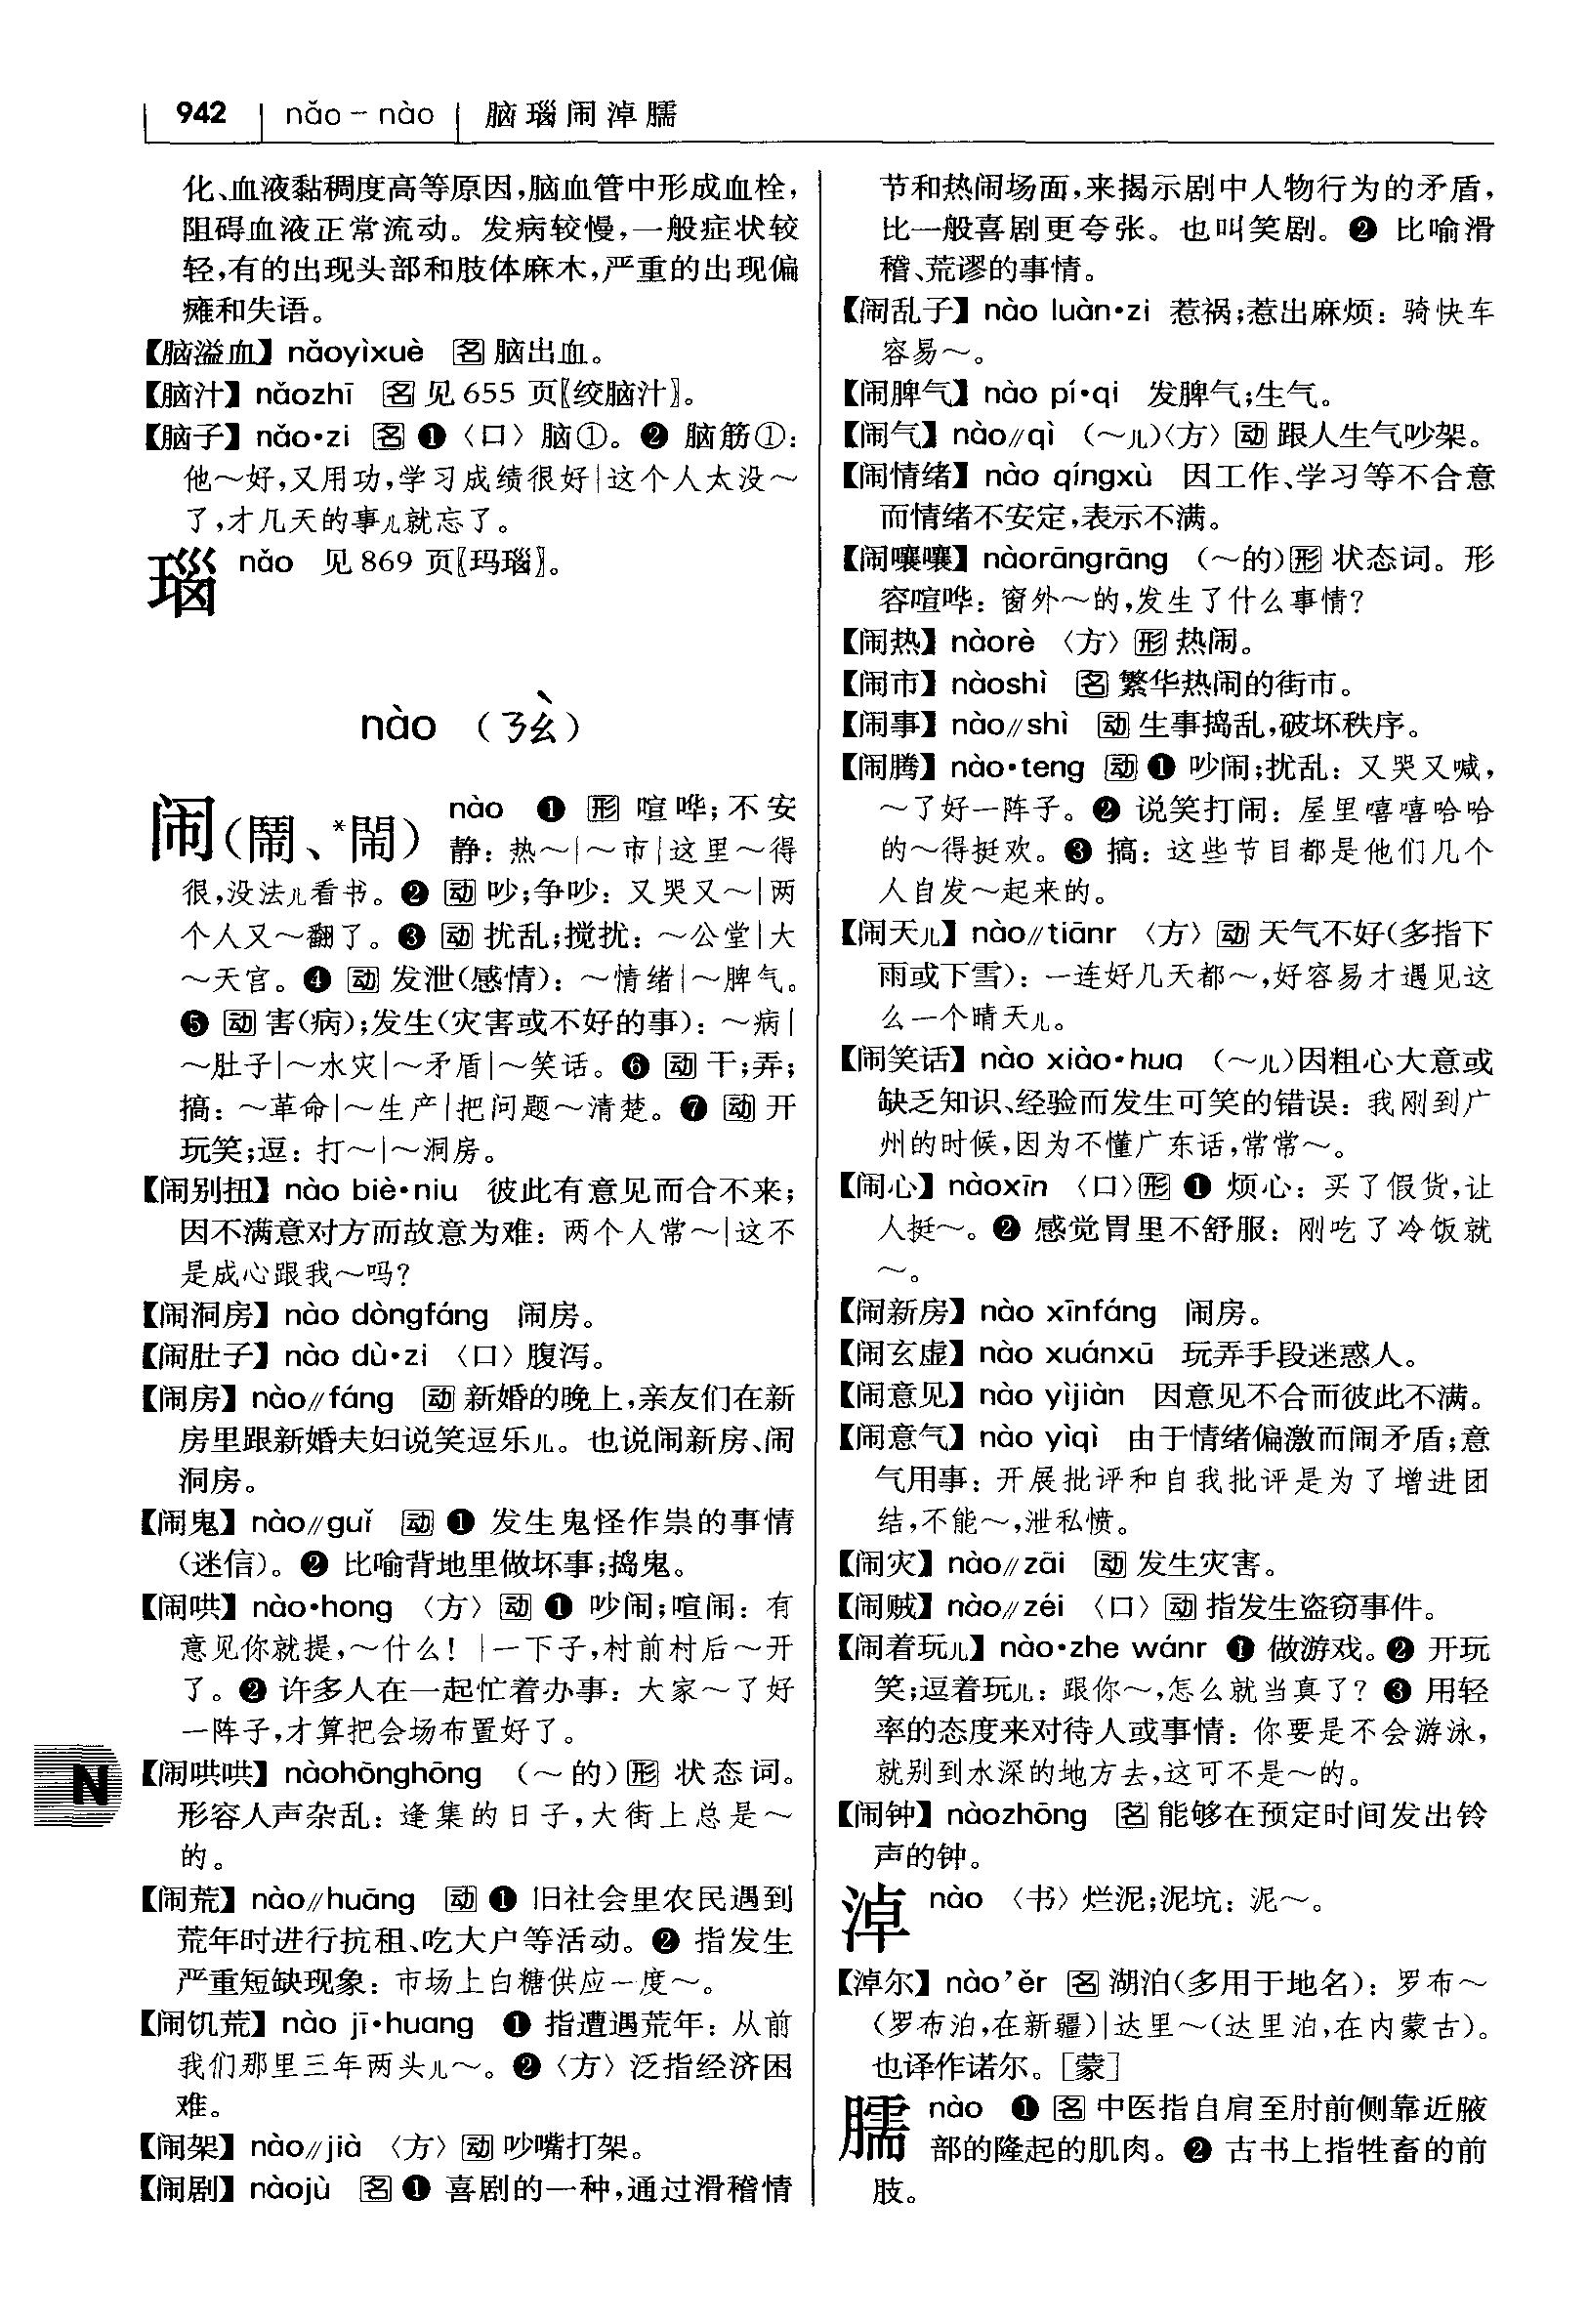 942 nǎo－nào 脑瑙闹淖臑
化、血液黏稠度高等原因，脑血管中形成血栓，
阻碍血液正常流动。发病较慢，一般症状较
轻，有的出现头部和肢体麻木，严重的出现偏
瘫和失语。
【脑溢血】nǎoyìxuè 名 脑出血。
【脑汁】nǎozhī 名 见 655 页〖绞脑汁〗。
【脑子】nǎo·zi 名 ❶〈口〉脑①。❷ 脑筋①：
他～好，又用功，学习成绩很好|这个人太没～
了，才几天的事儿就忘了。
瑙 nǎo 见 869 页〖玛瑙〗。
nào （ㄋㄠˋ）
闹（鬧、*閙） nào ❶ 形 喧哗；不安
静：热～|～市|这里～得
很，没法儿看书。❷ 动 吵；争吵：又哭又～|两
个人又～翻了。❸ 动 扰乱；搅扰：～公堂|大
～天宫。❹ 动 发泄（感情）：～情绪|～脾气。
❺ 动 害（病）；发生（灾害或不好的事）：～病|
～肚子|～水灾|～矛盾|～笑话。❻ 动 干；弄；
搞：～革命|～生产|把问题～清楚。❼ 动 开
玩笑；逗：打～|～洞房。
【闹别扭】nào biè·niu 彼此有意见而合不来；
因不满意对方而故意为难：两个人常～|这不
是成心跟我～吗？
【闹洞房】nào dòngfáng 闹房。
【闹肚子】nào dù·zi〈口〉腹泻。
【闹房】nào∥fáng 动 新婚的晚上，亲友们在新
房里跟新婚夫妇说笑逗乐儿。也说闹新房、闹
洞房。
【闹鬼】nào∥guǐ 动 ❶ 发生鬼怪作祟的事情
（迷信）。❷ 比喻背地里做坏事；捣鬼。
【闹哄】nào·hong〈方〉动 ❶ 吵闹；喧闹：有
意见你就提，～什么！|一下子，村前村后～开
了。❷ 许多人在一起忙着办事：大家～了好
一阵子，才算把会场布置好了。
【闹哄哄】nàohōnghōng （～的）形 状态词。
形容人声杂乱：逢集的日子，大街上总是～
的。
【闹荒】nào∥huāng 动 ❶ 旧社会里农民遇到
荒年时进行抗租、吃大户等活动。❷ 指发生
严重短缺现象：市场上白糖供应一度～。
【闹饥荒】nào jī·huang ❶ 指遭遇荒年：从前
我们那里三年两头儿～。❷〈方〉泛指经济困
难。
【闹架】nào∥jià〈方〉动 吵嘴打架。
【闹剧】nàojù 名 ❶ 喜剧的一种，通过滑稽情
N
节和热闹场面，来揭示剧中人物行为的矛盾，
比一般喜剧更夸张。也叫笑剧。❷ 比喻滑
稽、荒谬的事情。
【闹乱子】nào luàn·zi 惹祸；惹出麻烦：骑快车
容易～。
【闹脾气】nào pí·qi 发脾气；生气。
【闹气】nào∥qì （～儿）〈方〉动 跟人生气吵架。
【闹情绪】nào qíngxù 因工作、学习等不合意
而情绪不安定，表示不满。
【闹嚷嚷】nàorāngrāng （～的）形 状态词。形
容喧哗：窗外～的，发生了什么事情？
【闹热】nàorè〈方〉形 热闹。
【闹市】nàoshì 名 繁华热闹的街市。
【闹事】nào∥shì 动 生事捣乱，破坏秩序。
【闹腾】nào·teng 动 ❶ 吵闹；扰乱：又哭又喊，
～了好一阵子。❷ 说笑打闹：屋里嘻嘻哈哈
的～得挺欢。❸ 搞：这些节目都是他们几个
人自发～起来的。
【闹天儿】nào∥tiānr〈方〉动 天气不好（多指下
雨或下雪）：一连好几天都～，好容易才遇见这
么一个晴天儿。
【闹笑话】nào xiào·hua （～儿）因粗心大意或
缺乏知识、经验而发生可笑的错误：我刚到广
州的时候，因为不懂广东话，常常～。
【闹心】nàoxīn〈口〉形 ❶ 烦心：买了假货，让
人挺～。❷ 感觉胃里不舒服：刚吃了冷饭就
～。
【闹新房】nào xīnfáng 闹房。
【闹玄虚】nào xuánxū 玩弄手段迷惑人。
【闹意见】nào yìjiàn 因意见不合而彼此不满。
【闹意气】nào yìqì 由于情绪偏激而闹矛盾；意
气用事：开展批评和自我批评是为了增进团
结，不能～，泄私愤。
【闹灾】nào∥zāi 动 发生灾害。
【闹贼】nào∥zéi〈口〉动 指发生盗窃事件。
【闹着玩儿】nào·zhe wánr ❶ 做游戏。❷ 开玩
笑；逗着玩儿：跟你～，怎么就当真了？❸ 用轻
率的态度来对待人或事情：你要是不会游泳，
就别到水深的地方去，这可不是～的。
【闹钟】nàozhōng 名 能够在预定时间发出铃
声的钟。
淖 nào〈书〉烂泥；泥坑：泥～。
【淖尔】nào'ěr 名 湖泊（多用于地名）：罗布～
（罗布泊，在新疆）|达里～（达里泊，在内蒙古）。
也译作诺尔。［蒙］
臑 nào ❶ 名 中医指自肩至肘前侧靠近腋
部的隆起的肌肉。❷ 古书上指牲畜的前
肢。